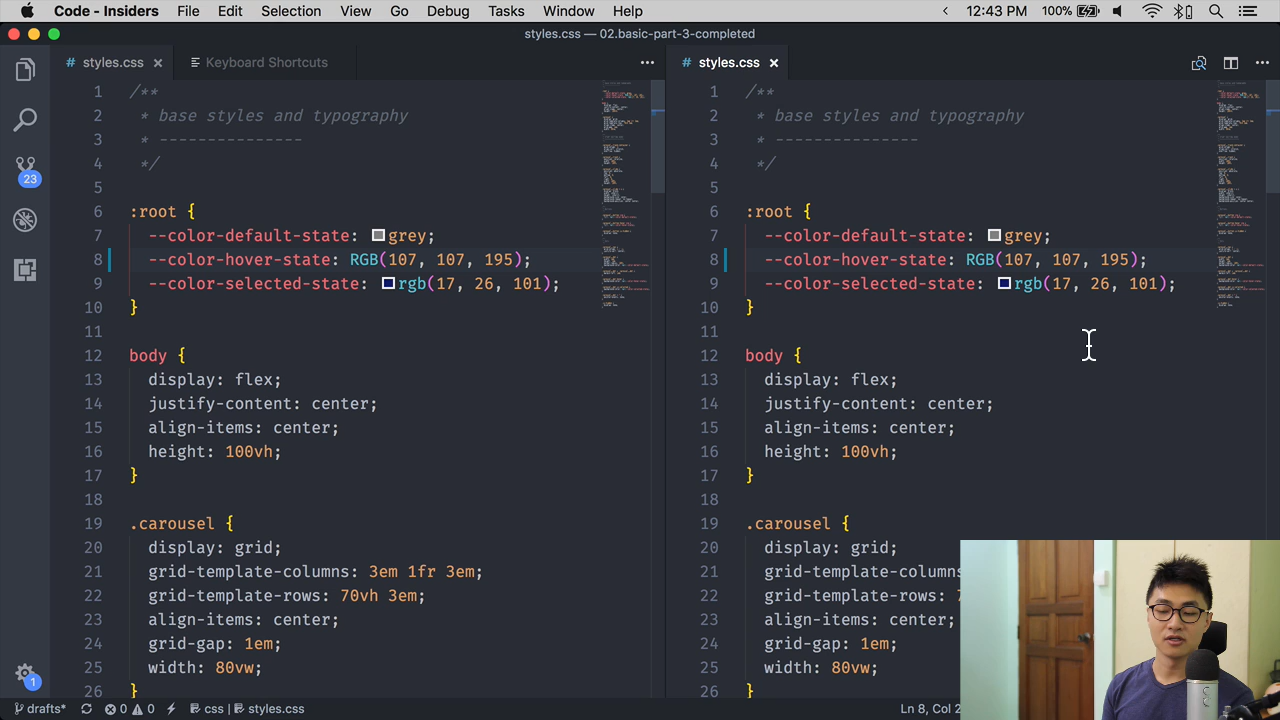 Code - Insiders File Edit Selection View Go Debug Tasks Window Help 12:43 PM 100%
styles.css — 02.basic-part-3-completed
# styles.css × Keyboard Shortcuts ••• # styles.css × •••
1 /**
2  * base styles and typography
3  * ---------------
4  */
5
6 :root {
7   --color-default-state: grey;
8   --color-hover-state: RGB(107, 107, 195);
9   --color-selected-state: rgb(17, 26, 101);
10 }
11
12 body {
13   display: flex;
14   justify-content: center;
15   align-items: center;
16   height: 100vh;
17 }
18
19 .carousel {
20   display: grid;
21   grid-template-columns: 3em 1fr 3em;
22   grid-template-rows: 70vh 3em;
23   align-items: center;
24   grid-gap: 1em;
25   width: 80vw;
26 }
1 /**
2  * base styles and typography
3  * ---------------
4  */
5
6 :root {
7   --color-default-state: grey;
8   --color-hover-state: RGB(107, 107, 195);
9   --color-selected-state: rgb(17, 26, 101);
10 }
11
12 body {
13   display: flex;
14   justify-content: center;
15   align-items: center;
16   height: 100vh;
17 }
18
19 .carousel {
20   display: grid;
21   grid-template-columns
22   grid-template-rows:
23   align-items: center;
24   grid-gap: 1em;
25   width: 80vw;
26 }
23
1
drafts* 0 0 css | styles.css Ln 8, Col 2